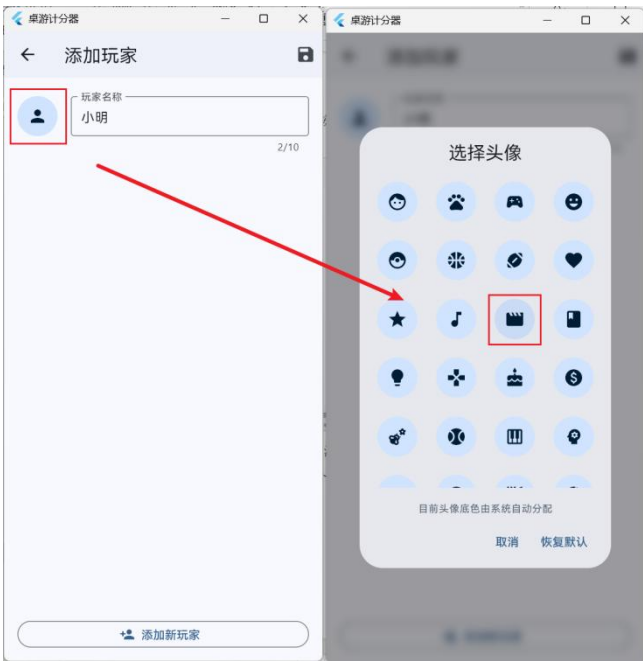 桌游计分器
添加玩家
玩家名称
小明
2/10
添加新玩家
桌游计分器
选择头像
目前头像底色由系统自动分配
取消 恢复默认